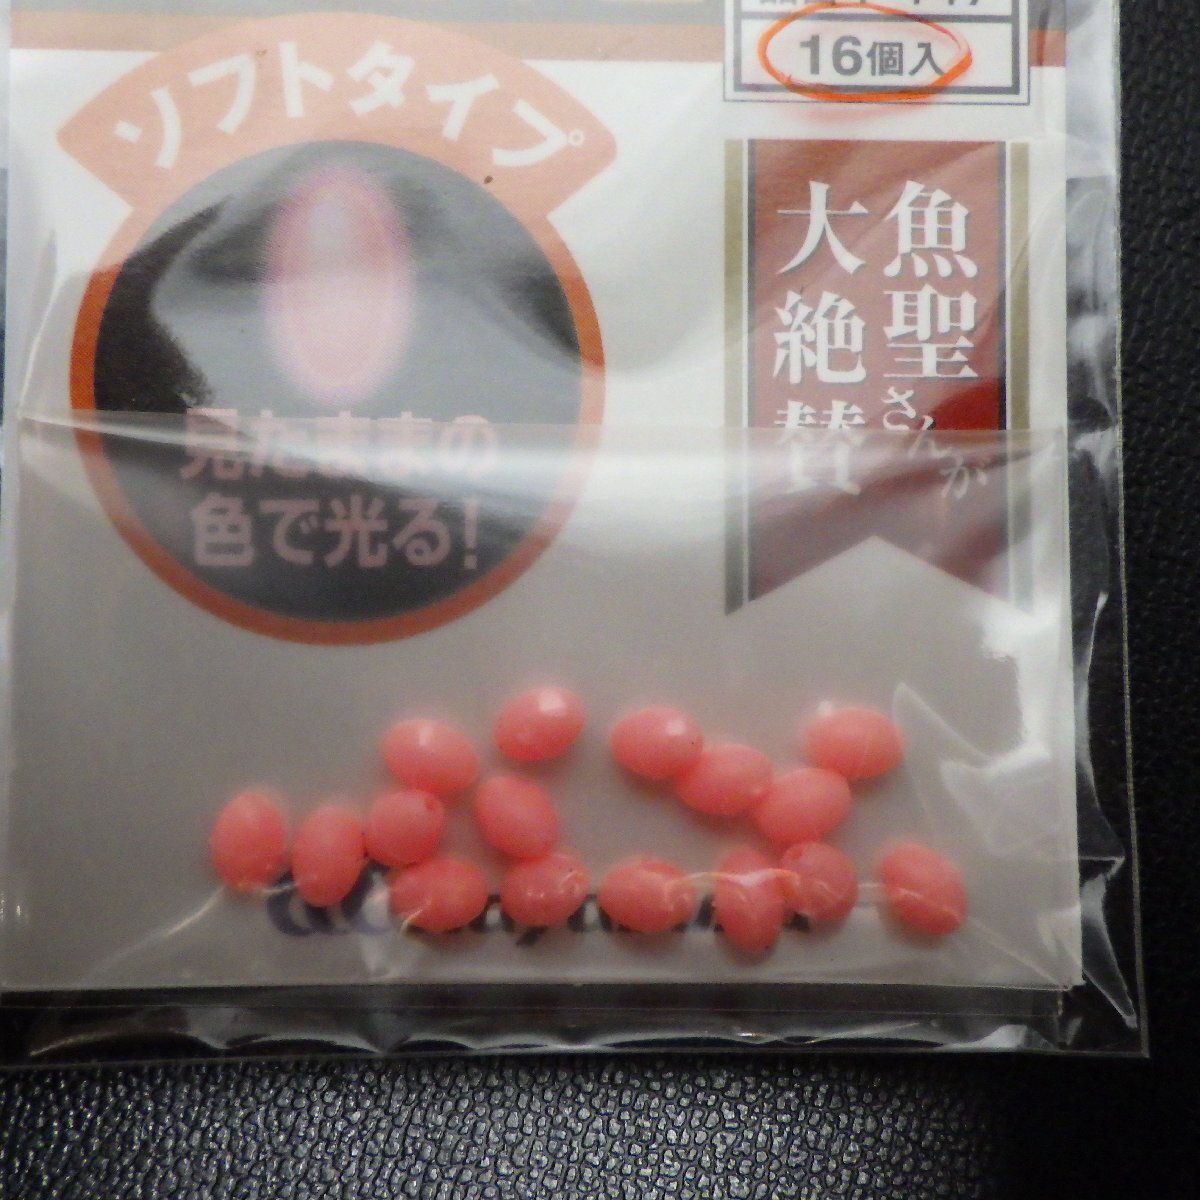 16個入
ソフトタイプ
魚聖さんが
大絶賛
見たままの
色で光る!